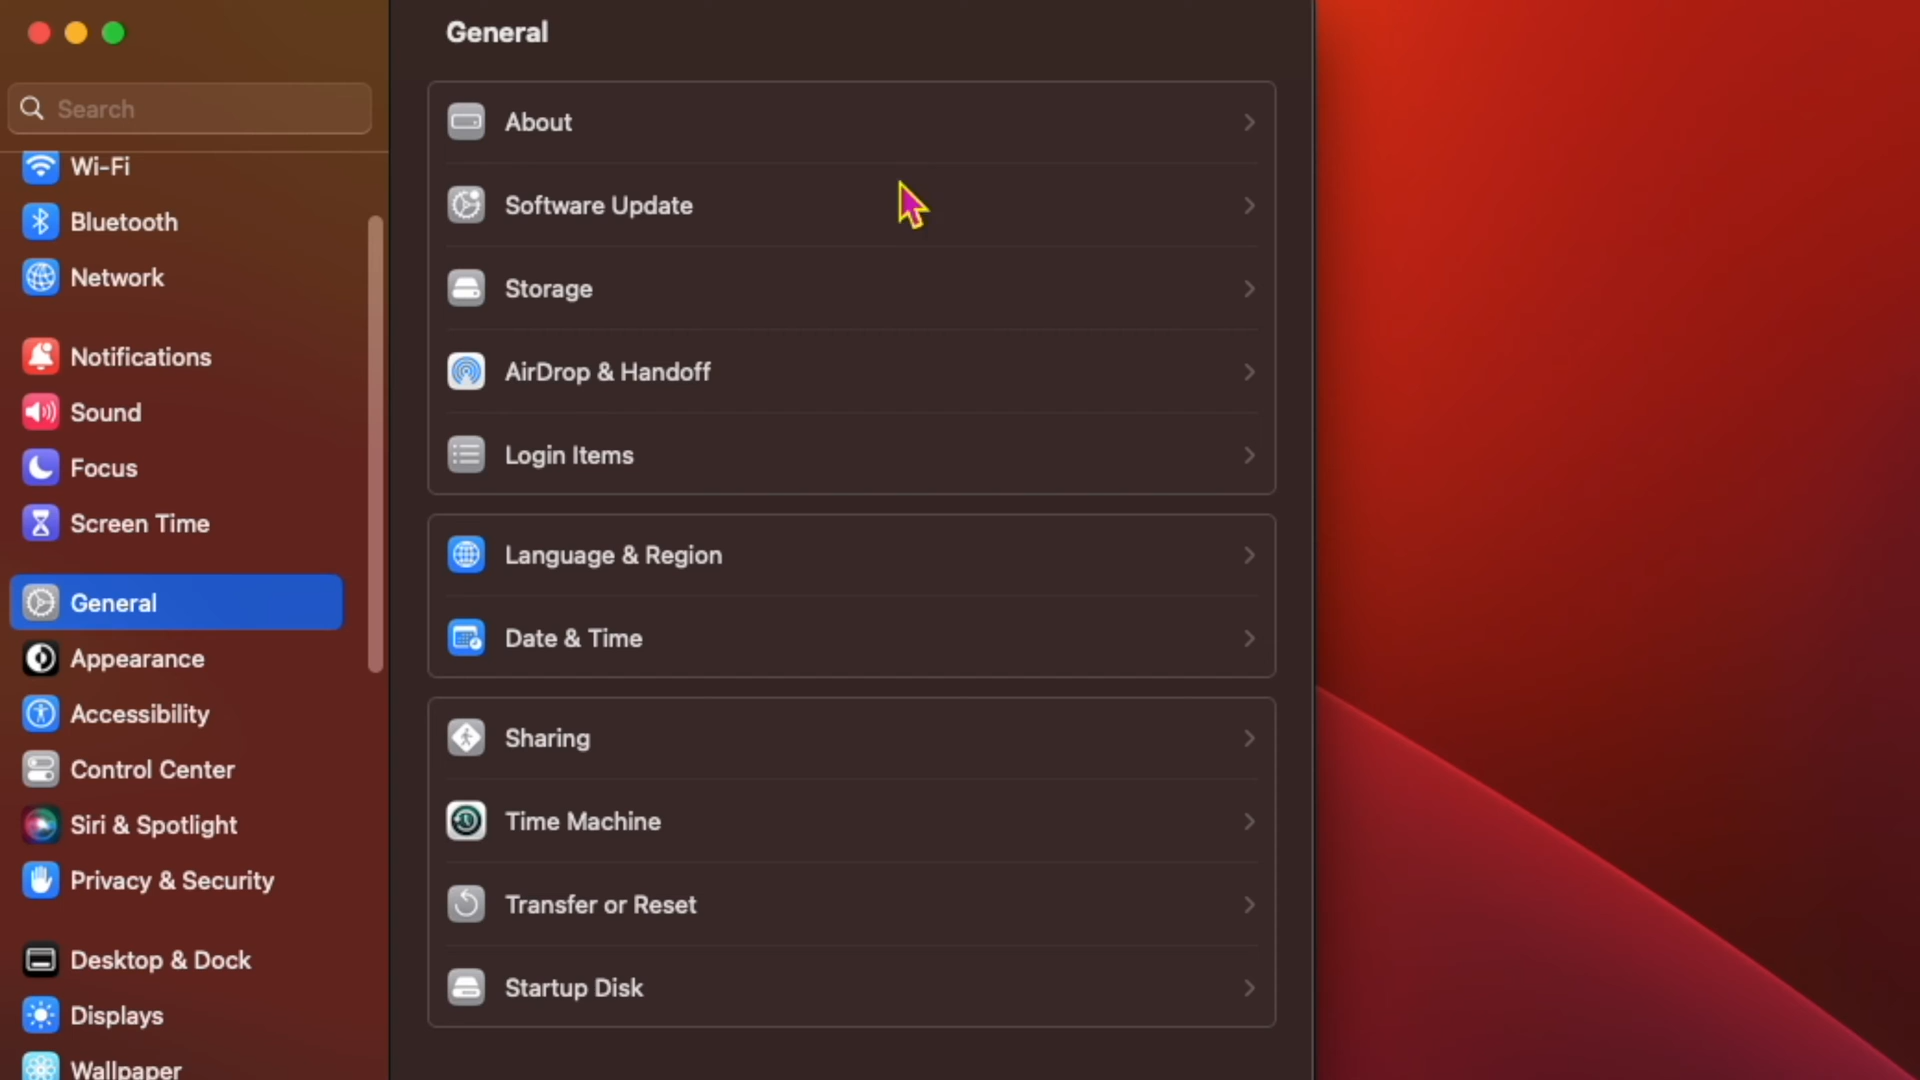 General
Search
Wi-Fi
Bluetooth
Network
Notifications
Sound
Focus
Screen Time
General
Appearance
Accessibility
Control Center
Siri & Spotlight
Privacy & Security
Desktop & Dock
Displays
Wallpaper
About
Software Update
Storage
AirDrop & Handoff
Login Items
Language & Region
Date & Time
Sharing
Time Machine
Transfer or Reset
Startup Disk